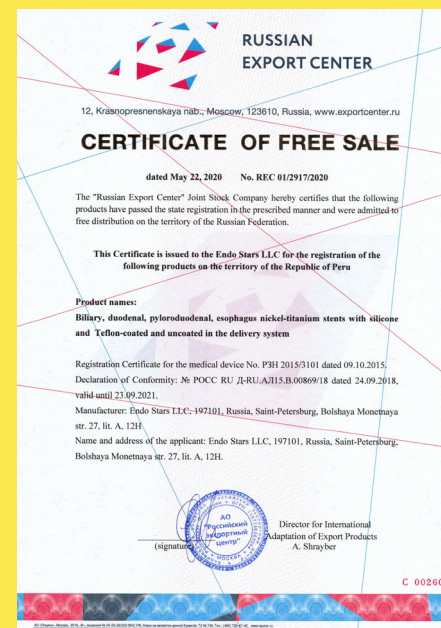 RUSSIAN
EXPORT CENTER
12, Krasnopresnenskaya nab., Moscow, 123610, Russia, www.exportcenter.ru
CERTIFICATE OF FREE SALE
dated May 22, 2020 No. REC 01/2917/2020
The "Russian Export Center" Joint Stock Company hereby certifies that the following
products have passed the state registration in the prescribed manner and were admitted to
free distribution on the territory of the Russian Federation.
This Certificate is issued to the Endo Stars LLC for the registration of the
following products on the territory of the Republic of Peru
Product names:
Biliary, duodenal, pyloroduodenal, esophagus nickel-titanium stents with silicone
and Teflon-coated and uncoated in the delivery system
Registration Certificate for the medical device No. РЗН 2015/3101 dated 09.10.2015.
Declaration of Conformity: № РОСС RU Д-RU.АЛ15.В.00869/18 dated 24.09.2018,
valid until 23.09.2021.
Manufacturer: Endo Stars LLC, 197101, Russia, Saint-Petersburg, Bolshaya Monetnaya
str. 27, lit. A, 12H
Name and address of the applicant: Endo Stars LLC, 197101, Russia, Saint-Petersburg,
Bolshaya Monetnaya str. 27, lit. A, 12H.
АО
"Российский
экспортный
центр"
МОСКВА
(signature)
Director for International
Adaptation of Export Products
A. Shrayber
C 00260